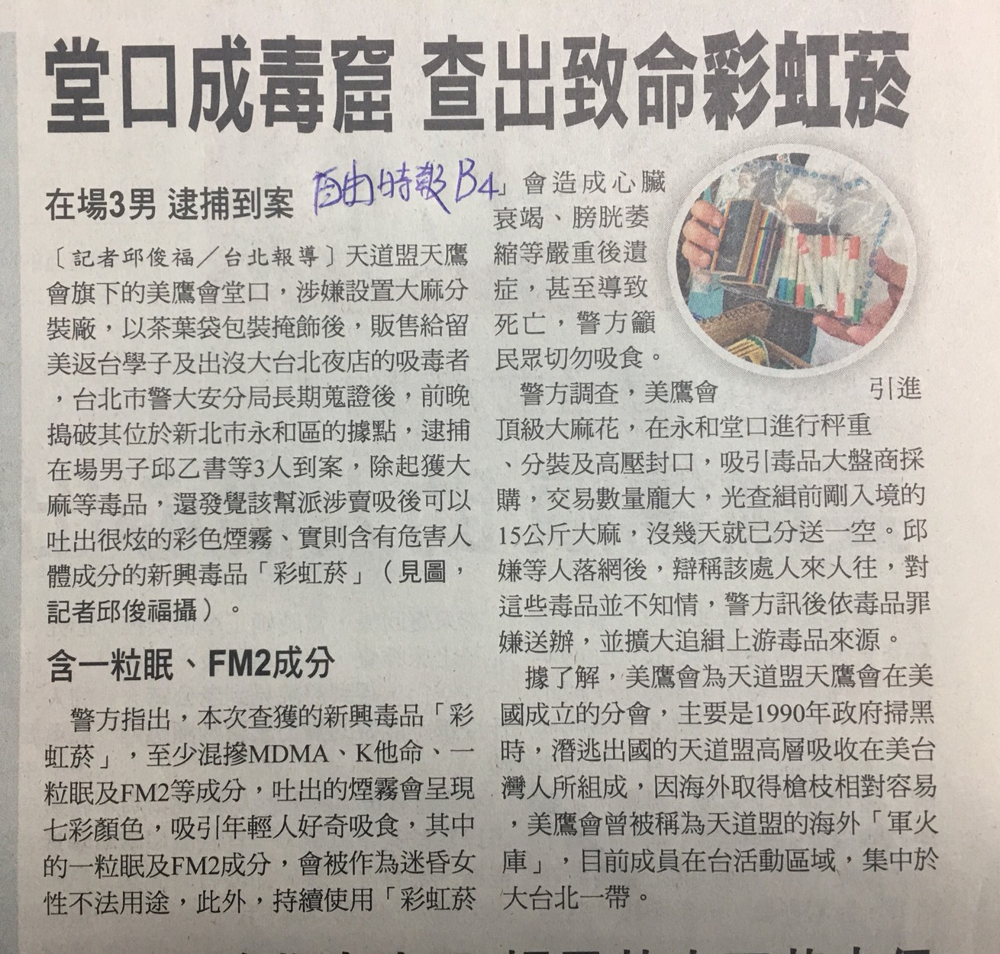 堂口成毒窟 查出致命彩虹菸
在場3男 逮捕到案
自由時報 B4
〔記者邱俊福／台北報導〕天道盟天鷹
會旗下的美鷹會堂口，涉嫌設置大麻分
裝廠，以茶葉袋包裝掩飾後，販售給留
美返台學子及出沒大台北夜店的吸毒者
，台北市警大安分局長期蒐證後，前晚
搗破其位於新北市永和區的據點，逮捕
在場男子邱乙書等3人到案，除起獲大
麻等毒品，還發覺該幫派涉賣吸後可以
吐出很炫的彩色煙霧、實則含有危害人
體成分的新興毒品「彩虹菸」（見圖，
記者邱俊福攝）。
含一粒眠、FM2成分
警方指出，本次查獲的新興毒品「彩
虹菸」，至少混摻MDMA、K他命、一
粒眠及FM2等成分，吐出的煙霧會呈現
七彩顏色，吸引年輕人好奇吸食，其中
的一粒眠及FM2成分，會被作為迷昏女
性不法用途，此外，持續使用「彩虹菸
」會造成心臟
衰竭、膀胱萎
縮等嚴重後遺
症，甚至導致
死亡，警方籲
民眾切勿吸食。
警方調查，美鷹會 引進
頂級大麻花，在永和堂口進行秤重
、分裝及高壓封口，吸引毒品大盤商採
購，交易數量龐大，光查緝前剛入境的
15公斤大麻，沒幾天就已分送一空。邱
嫌等人落網後，辯稱該處人來人往，對
這些毒品並不知情，警方訊後依毒品罪
嫌送辦，並擴大追緝上游毒品來源。
據了解，美鷹會為天道盟天鷹會在美
國成立的分會，主要是1990年政府掃黑
時，潛逃出國的天道盟高層吸收在美台
灣人所組成，因海外取得槍枝相對容易
，美鷹會曾被稱為天道盟的海外「軍火
庫」，目前成員在台活動區域，集中於
大台北一帶。